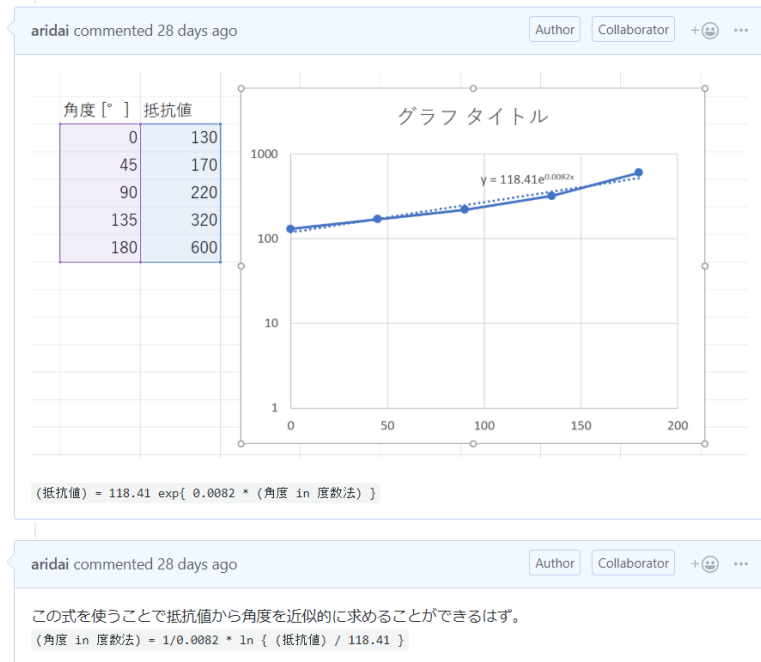 aridai commented 28 days ago Author Collaborator
角度 [° ] 抵抗値
0 130
45 170
90 220
135 320
180 600
グラフ タイトル
y = 118.41e0.0082x
1000
100
10
1
0 50 100 150 200
(抵抗値) = 118.41 exp{ 0.0082 * (角度 in 度数法) }
aridai commented 28 days ago Author Collaborator
この式を使うことで抵抗値から角度を近似的に求めることができるはず。
(角度 in 度数法) = 1/0.0082 * ln { (抵抗値) / 118.41 }